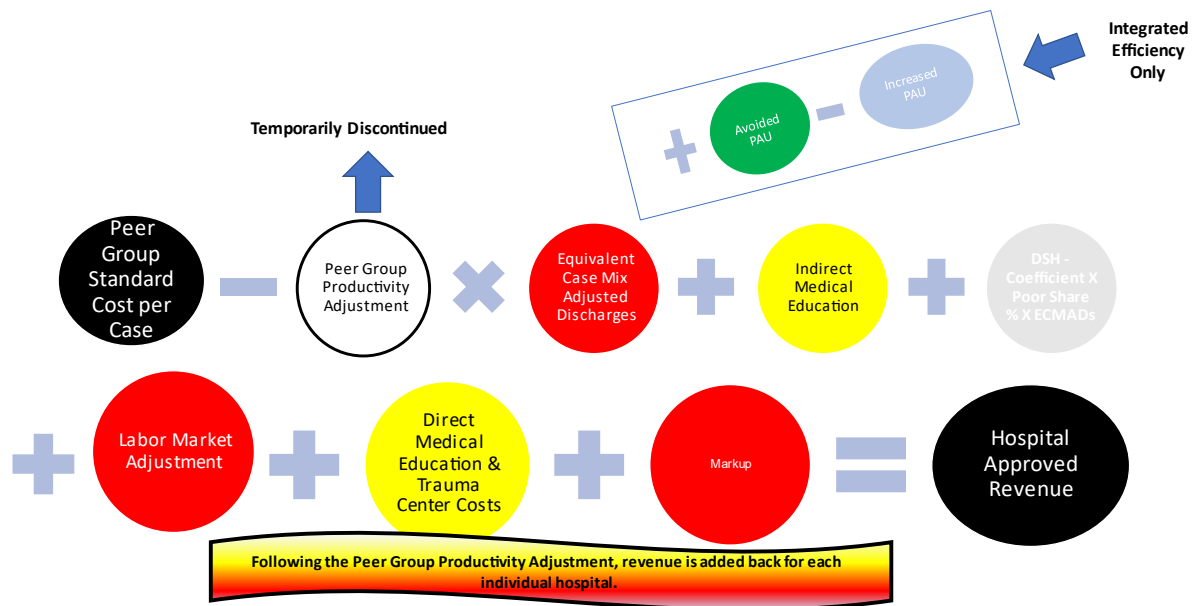 Integrated
Efficiency
Only
Increased
PAU
Avoided
PAU
Temporarily Discontinued
Peer
Group
Standard
Cost per
Case
Peer Group
Productivity
Adjustment
Equivalent
Case Mix
Adjusted
Discharges
Indirect
Medical
Education
DSH -
Coefficient X
Poor Share
% X ECMADs
Labor Market
Adjustment
Direct
Medical
Education &
Trauma
Center Costs
Markup
Hospital
Approved
Revenue
Following the Peer Group Productivity Adjustment, revenue is added back for each
individual hospital.